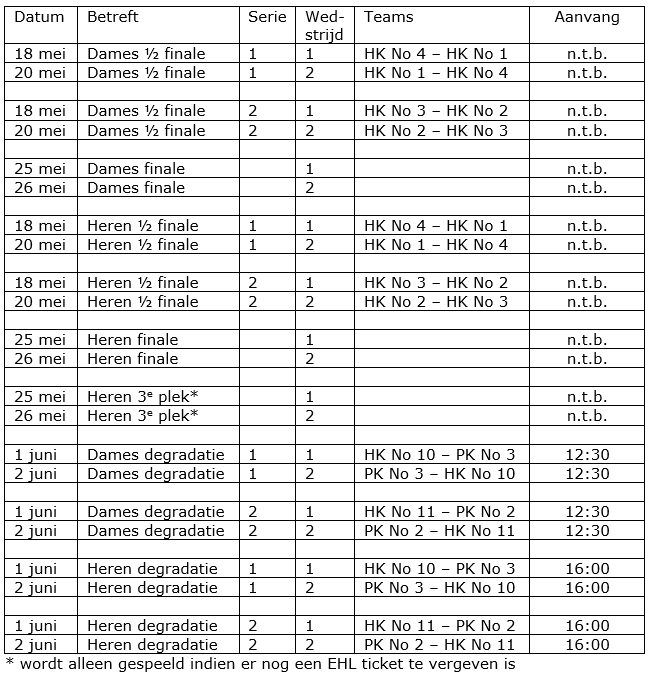 Datum Betreft Serie Wed- Teams Aanvang
strijd
18 mei Dames ½ finale 1 1 HK No 4 – HK No 1 n.t.b.
20 mei Dames ½ finale 1 2 HK No 1 – HK No 4 n.t.b.
18 mei Dames ½ finale 2 1 HK No 3 – HK No 2 n.t.b.
20 mei Dames ½ finale 2 2 HK No 2 – HK No 3 n.t.b.
25 mei Dames finale 1 n.t.b.
26 mei Dames finale 2 n.t.b.
18 mei Heren ½ finale 1 1 HK No 4 – HK No 1 n.t.b.
20 mei Heren ½ finale 1 2 HK No 1 – HK No 4 n.t.b.
18 mei Heren ½ finale 2 1 HK No 3 – HK No 2 n.t.b.
20 mei Heren ½ finale 2 2 HK No 2 – HK No 3 n.t.b.
25 mei Heren finale 1 n.t.b.
26 mei Heren finale 2 n.t.b.
25 mei Heren 3ᵉ plek* 1 n.t.b.
26 mei Heren 3ᵉ plek* 2 n.t.b.
1 juni Dames degradatie 1 1 HK No 10 – PK No 3 12:30
2 juni Dames degradatie 1 2 PK No 3 – HK No 10 12:30
1 juni Dames degradatie 2 1 HK No 11 – PK No 2 12:30
2 juni Dames degradatie 2 2 PK No 2 – HK No 11 12:30
1 juni Heren degradatie 1 1 HK No 10 – PK No 3 16:00
2 juni Heren degradatie 1 2 PK No 3 – HK No 10 16:00
1 juni Heren degradatie 2 1 HK No 11 – PK No 2 16:00
2 juni Heren degradatie 2 2 PK No 2 – HK No 11 16:00
* wordt alleen gespeeld indien er nog een EHL ticket te vergeven is